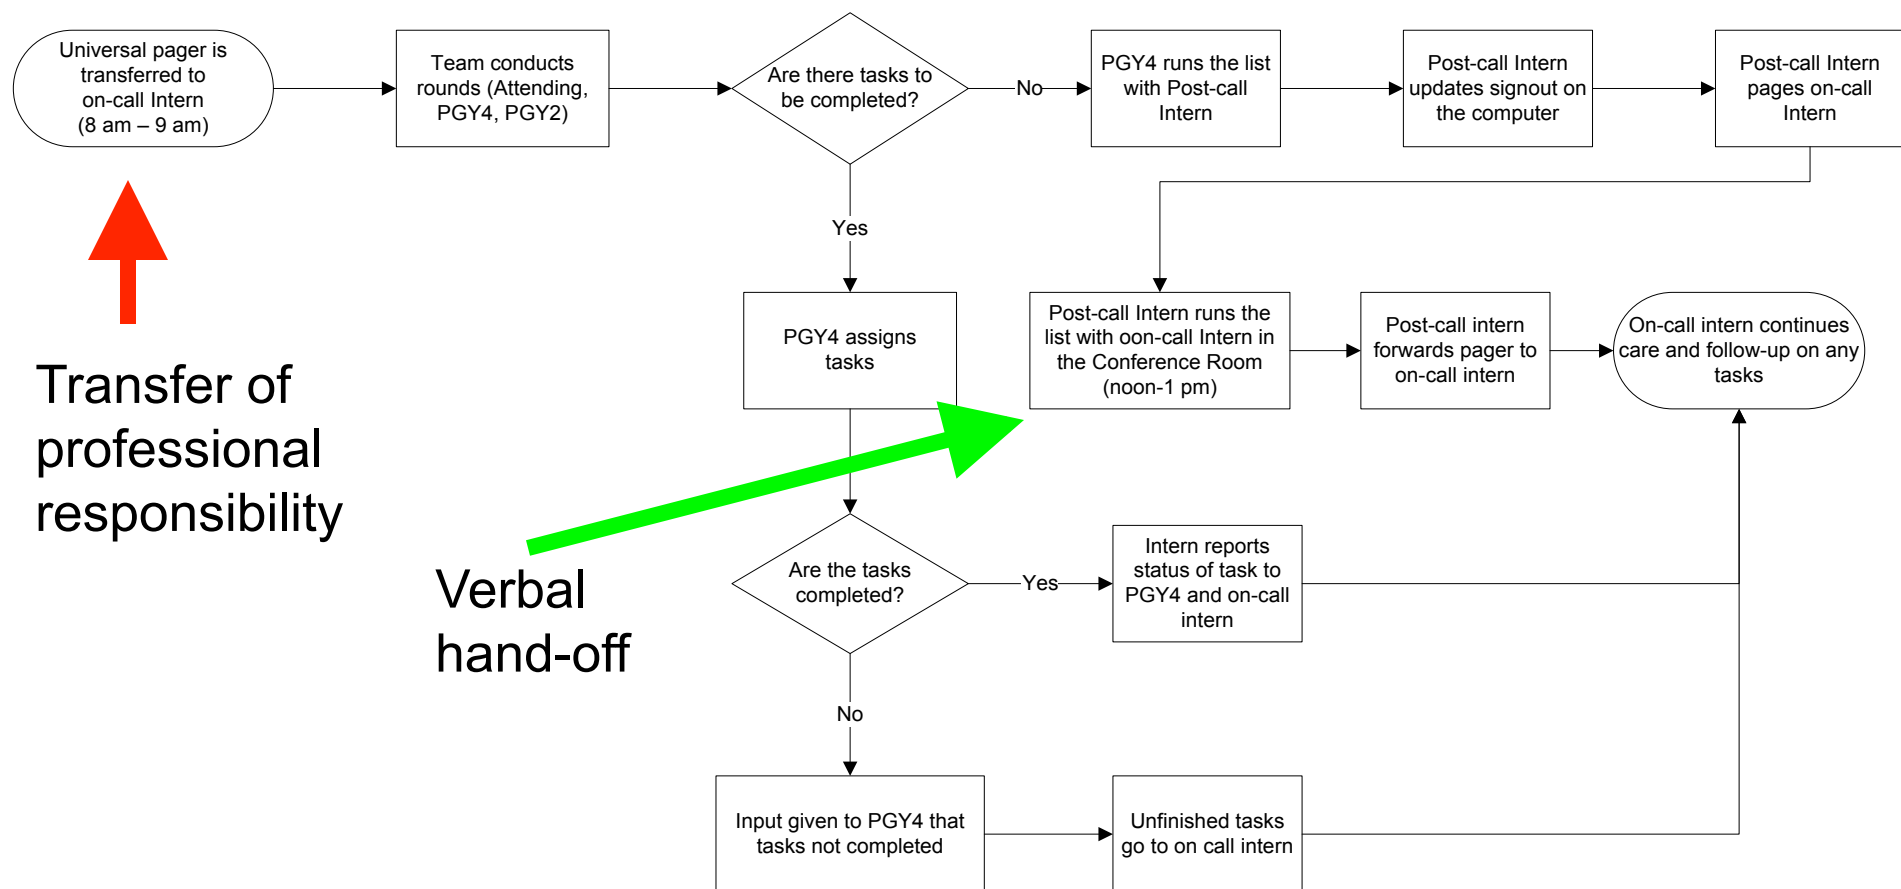 Universal pager is
transferred to
on-call Intern
(8 am – 9 am)
Team conducts
rounds (Attending,
PGY4, PGY2)
Are there tasks to
be completed?
No
PGY4 runs the list
with Post-call
Intern
Post-call Intern
updates signout on
the computer
Post-call Intern
pages on-call
Intern
Yes
PGY4 assigns
tasks
Post-call Intern runs the
list with oon-call Intern in
the Conference Room
(noon-1 pm)
Post-call intern
forwards pager to
on-call intern
On-call intern continues
care and follow-up on any
tasks
Transfer of
professional
responsibility
Verbal
hand-off
Are the tasks
completed?
Yes
Intern reports
status of task to
PGY4 and on-call
intern
No
Input given to PGY4 that
tasks not completed
Unfinished tasks
go to on call intern